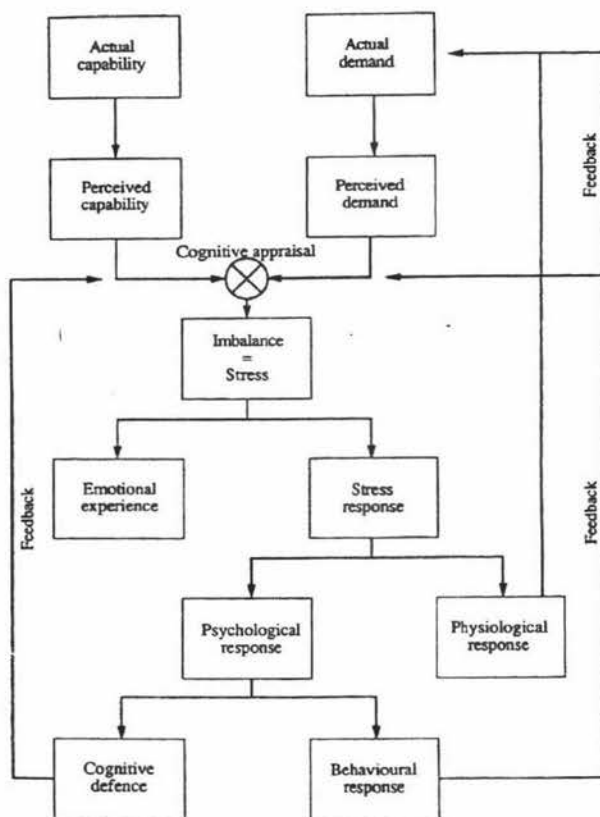 Actual
capability
Actual
demand
Feedback
Perceived
capability
Perceived
demand
Cognitive appraisal
Imbalance
=
Stress
Emotional
experience
Stress
response
Feedback
Feedback
Psychological
response
Physiological
response
Cognitive
defence
Behavioural
response